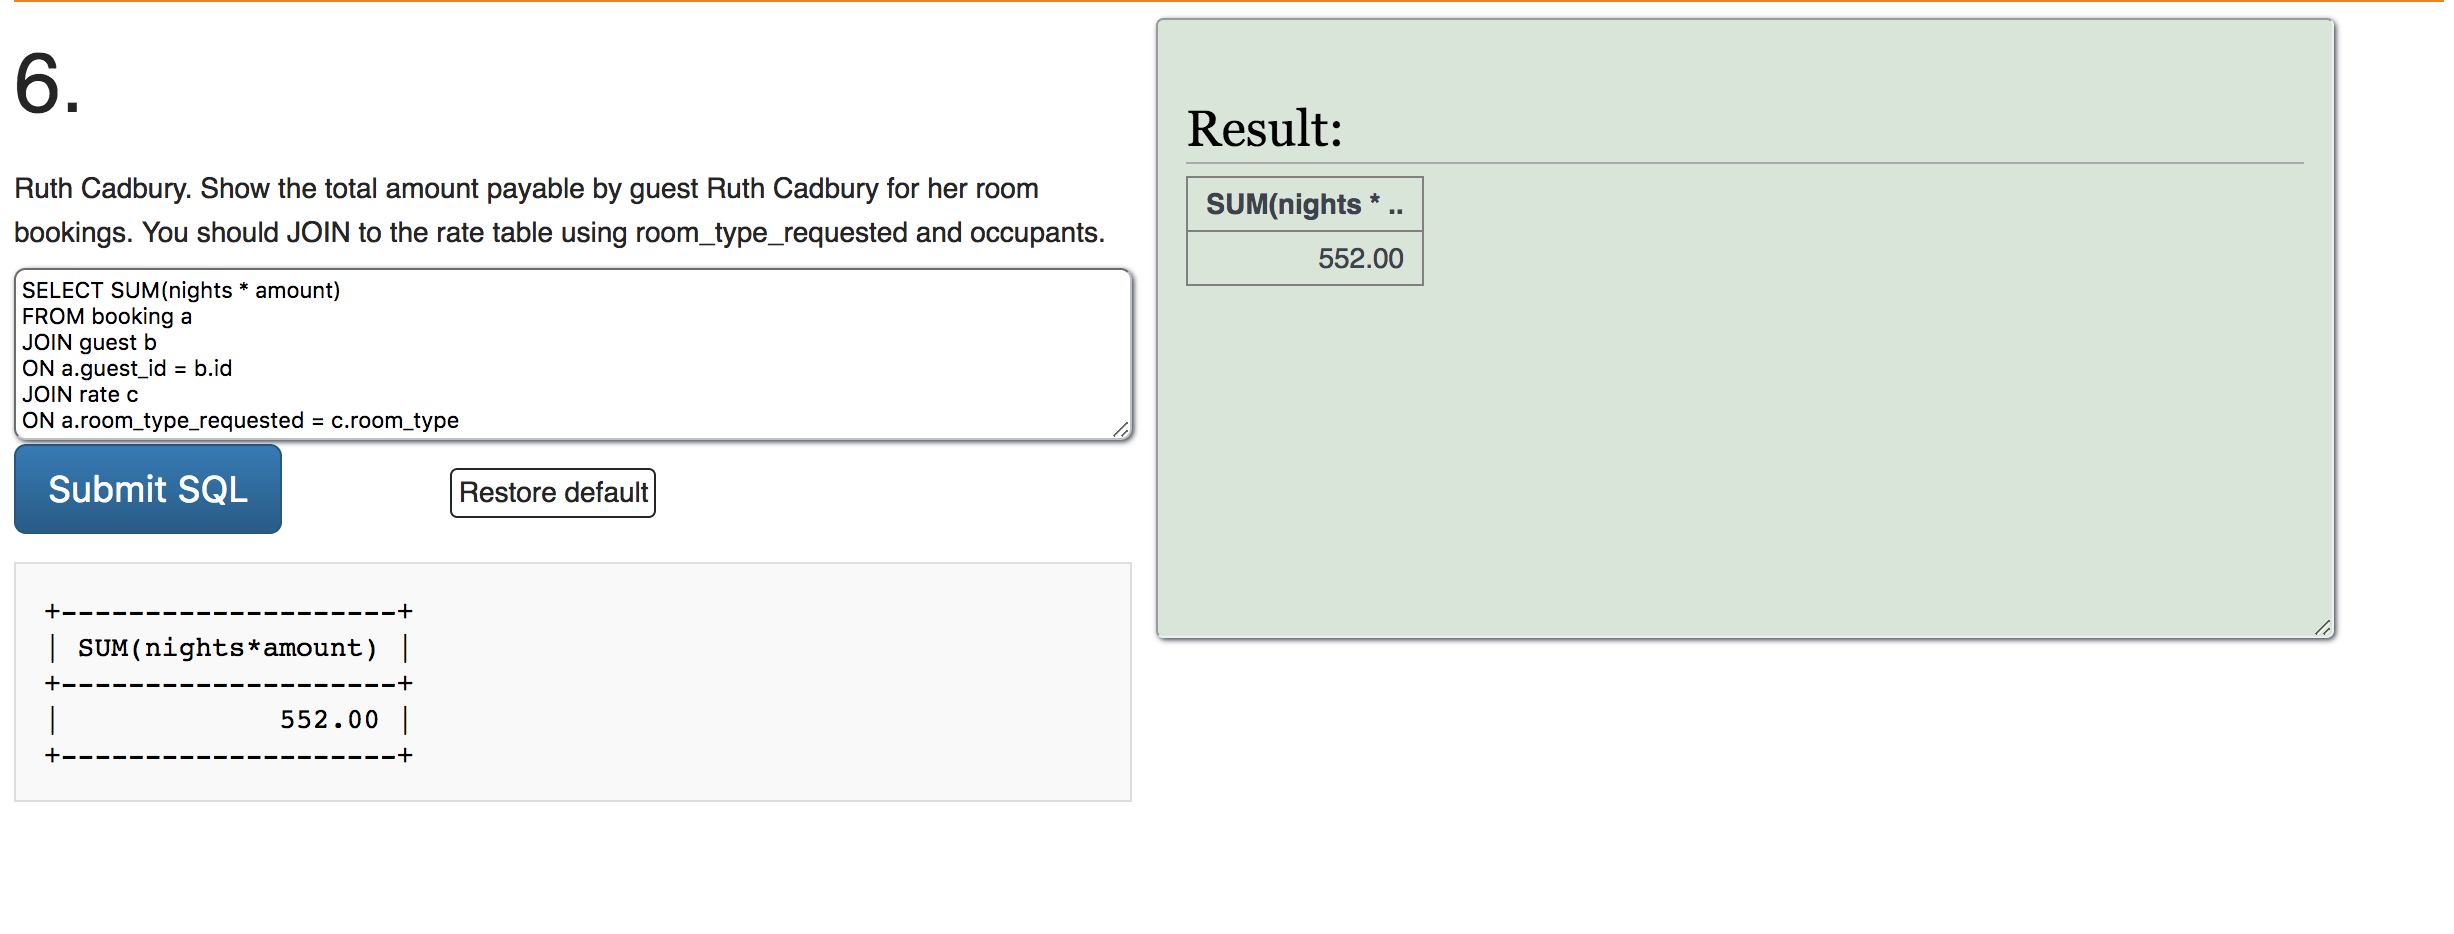 6.
Ruth Cadbury. Show the total amount payable by guest Ruth Cadbury for her room
bookings. You should JOIN to the rate table using room_type_requested and occupants.
SELECT SUM(nights * amount)
FROM booking a
JOIN guest b
ON a.guest_id = b.id
JOIN rate c
ON a.room_type_requested = c.room_type
Submit SQL
Restore default
+--------------------+
| SUM(nights*amount) |
+--------------------+
|             552.00 |
+--------------------+
Result:
SUM(nights * ..
552.00